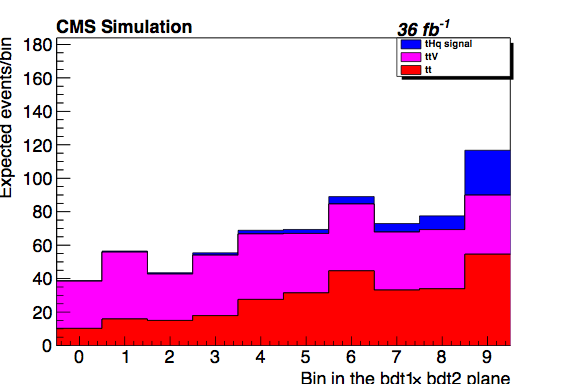 CMS Simulation
36 fb-1
tHq signal
ttV
tt
Expected events/bin
180
160
140
120
100
80
60
40
20
0
0 1 2 3 4 5 6 7 8 9
Bin in the bdt1× bdt2 plane